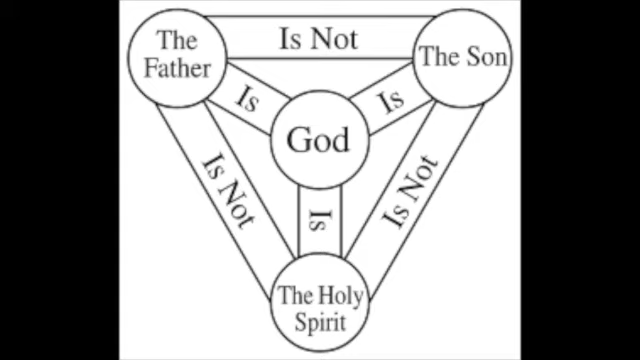 The
Father
Is Not
The Son
Is
Is
God
Is Not
Is
Is Not
The Holy
Spirit